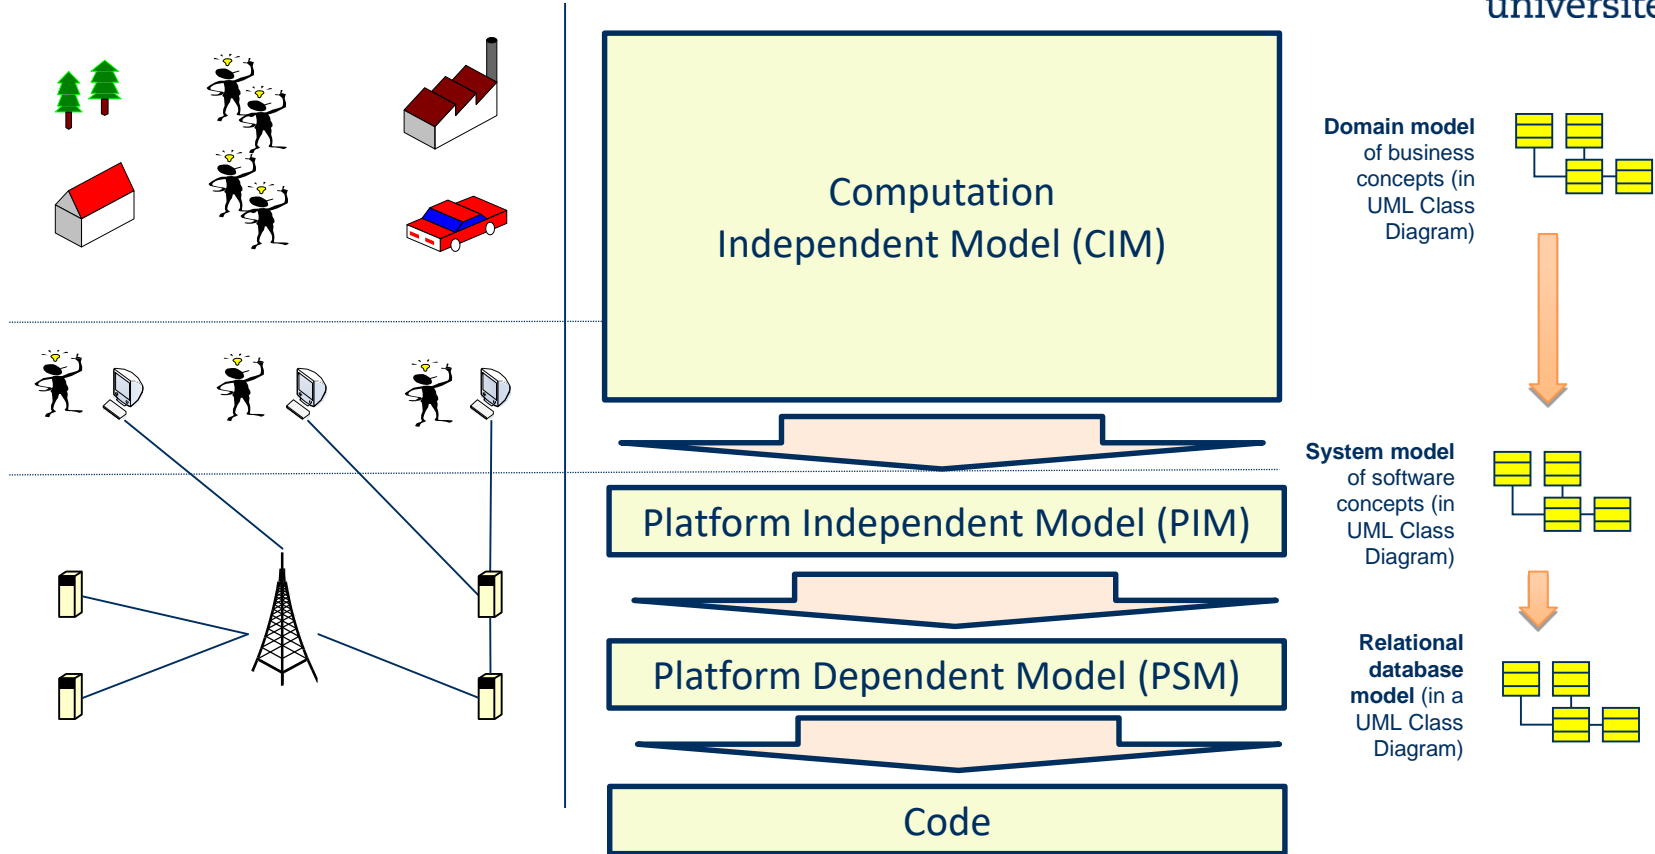 universite
Computation
Independent Model (CIM)
Platform Independent Model (PIM)
Platform Dependent Model (PSM)
Code
Domain model
of business
concepts (in
UML Class
Diagram)
System model
of software
concepts (in
UML Class
Diagram)
Relational
database
model (in a
UML Class
Diagram)